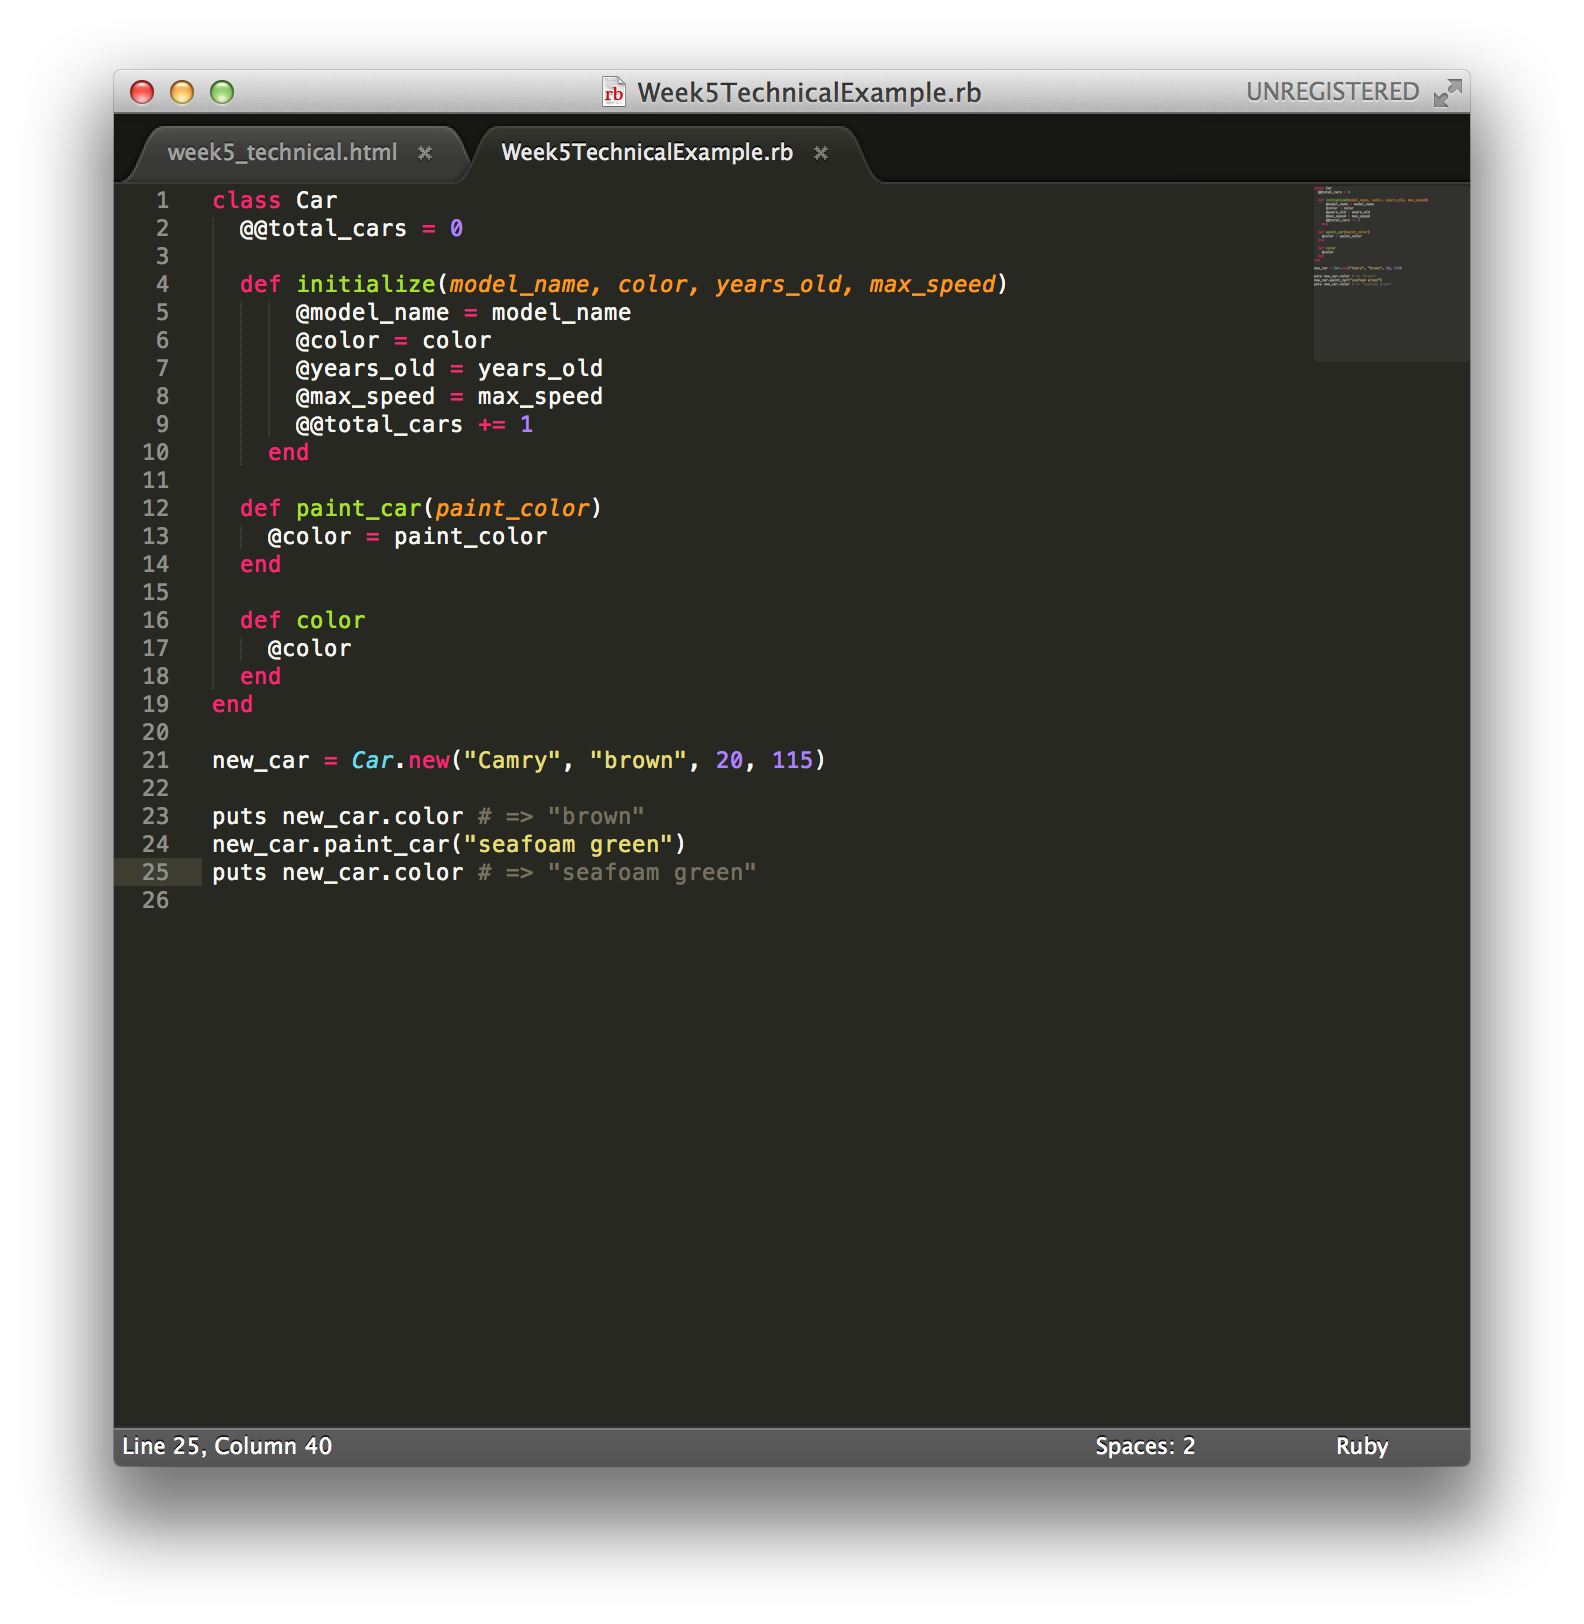 rb Week5TechnicalExample.rb UNREGISTERED
week5_technical.html × Week5TechnicalExample.rb ×
1 class Car
2   @@total_cars = 0
3
4   def initialize(model_name, color, years_old, max_speed)
5       @model_name = model_name
6       @color = color
7       @years_old = years_old
8       @max_speed = max_speed
9       @@total_cars += 1
10     end
11
12   def paint_car(paint_color)
13     @color = paint_color
14   end
15
16   def color
17     @color
18   end
19 end
20
21 new_car = Car.new("Camry", "brown", 20, 115)
22
23 puts new_car.color # => "brown"
24 new_car.paint_car("seafoam green")
25 puts new_car.color # => "seafoam green"
26
Line 25, Column 40 Spaces: 2 Ruby